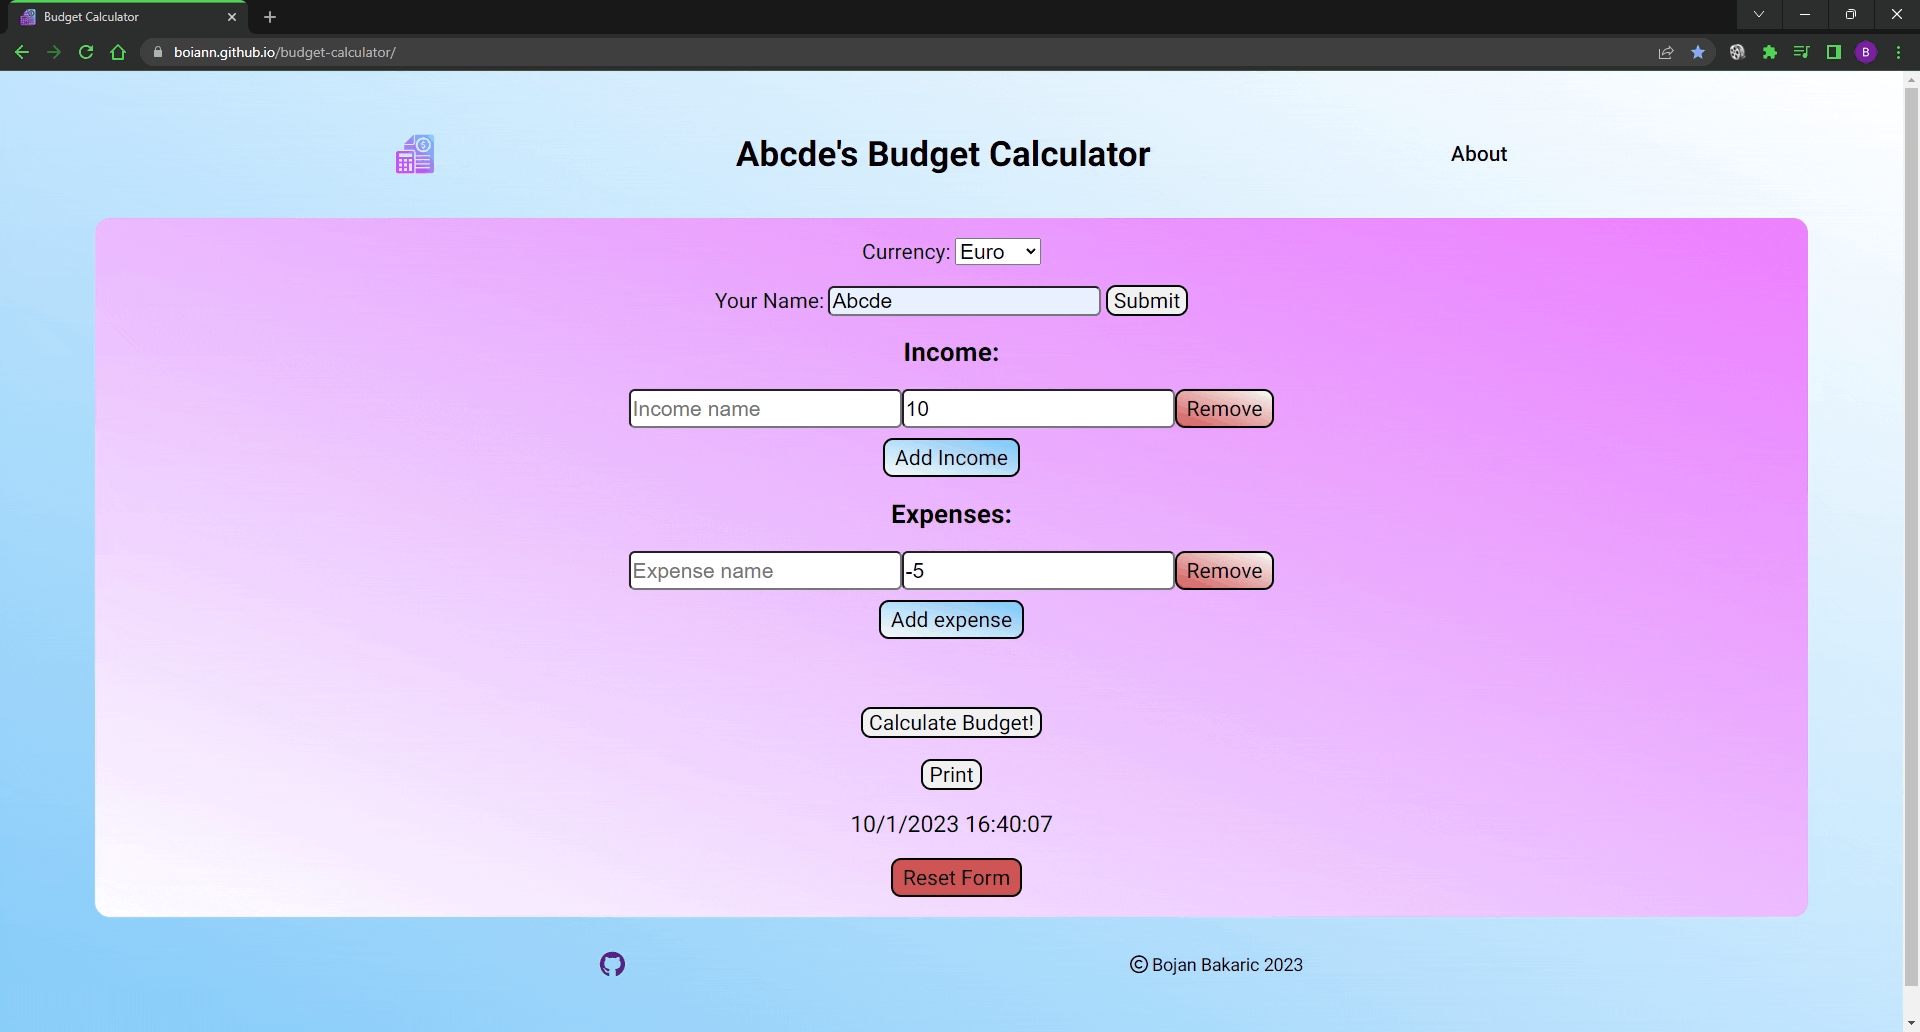 Budget Calculator
boiann.github.io/budget-calculator/
B
Abcde's Budget Calculator
About
Currency: Euro
Your Name: Abcde Submit
Income:
Income name 10 Remove
Add Income
Expenses:
Expense name -5 Remove
Add expense
Calculate Budget!
Print
10/1/2023 16:40:07
Reset Form
© Bojan Bakaric 2023